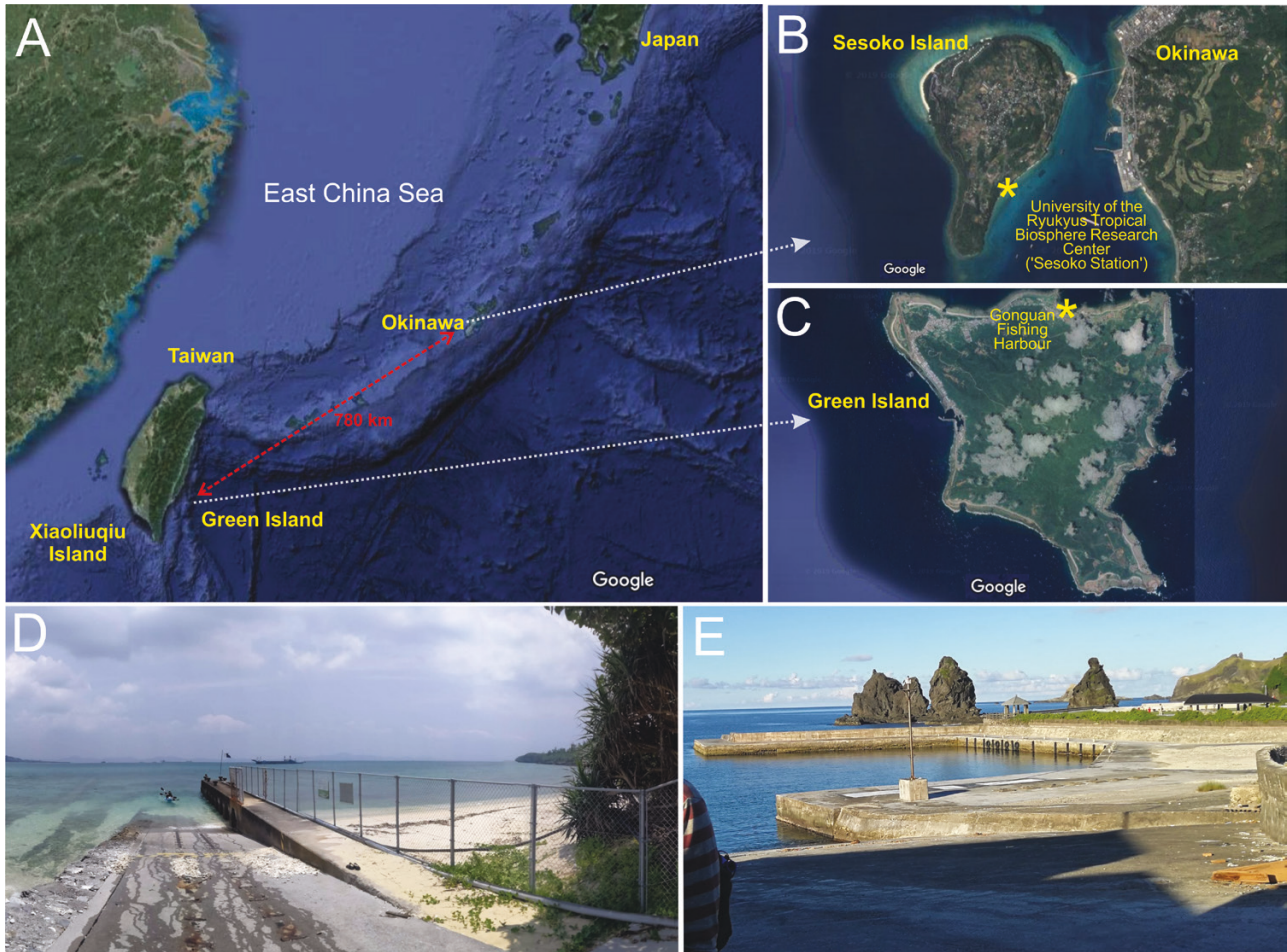 A
Japan
East China Sea
Okinawa
Taiwan
780 km
Green Island
Xiaoliuqiu
Island
Google
B
Sesoko Island
Okinawa
University of the
Ryukyus Tropical
Biosphere Research
Center
('Sesoko Station')
Google
C
Gonguan
Fishing
Harbour
Green Island
Google
D
E